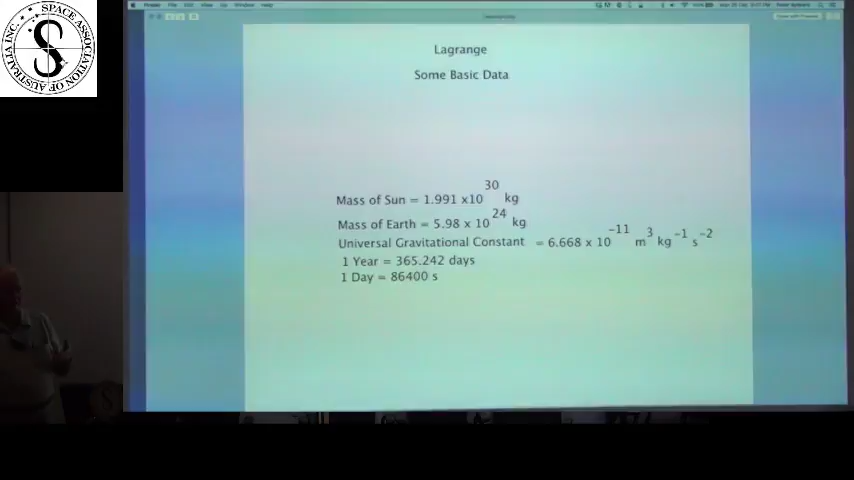 SPACE ASSOCIATION OF AUSTRALIA INC.
S
Lagrange
Some Basic Data
Mass of Sun = 1.991 x10^30 kg
Mass of Earth = 5.98 x 10^24 kg
Universal Gravitational Constant = 6.668 x 10^-11 m^3 kg^-1 s^-2
1 Year = 365.242 days
1 Day = 86400 s